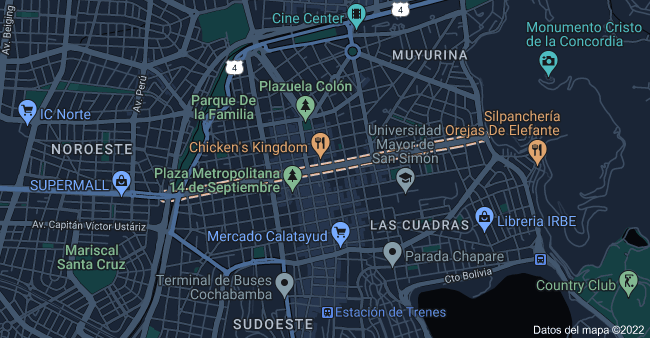 4
Cine Center
Av. Beiging
MUYURINA
Monumento Cristo
de la Concordia
4
Av. Perú
Plazuela Colón
Parque De
la Familia
IC Norte
Silpanchería
Orejas De Elefante
Universidad
Mayor de
San Simón
Chicken's Kingdom
NOROESTE
Plaza Metropolitana
14 de Septiembre
SUPERMALL
Av. Capitán Víctor Ustáriz
LAS CUADRAS
Libreria IRBE
Mercado Calatayud
Mariscal
Santa Cruz
Parada Chapare
Cto Bolivia
Terminal de Buses
Cochabamba
Country Club
Estación de Trenes
SUDOESTE
Datos del mapa ©2022